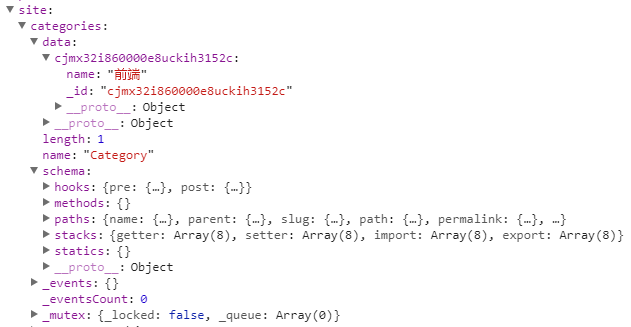 site:
categories:
data:
cjmx32i860000e8uckih3152c:
name: "前端"
_id: "cjmx32i860000e8uckih3152c"
__proto__: Object
__proto__: Object
length: 1
name: "Category"
schema:
hooks: {pre: {…}, post: {…}}
methods: {}
paths: {name: {…}, parent: {…}, slug: {…}, path: {…}, permalink: {…}, …}
stacks: {getter: Array(8), setter: Array(8), import: Array(8), export: Array(8)}
statics: {}
__proto__: Object
_events: {}
_eventsCount: 0
_mutex: {_locked: false, _queue: Array(0)}